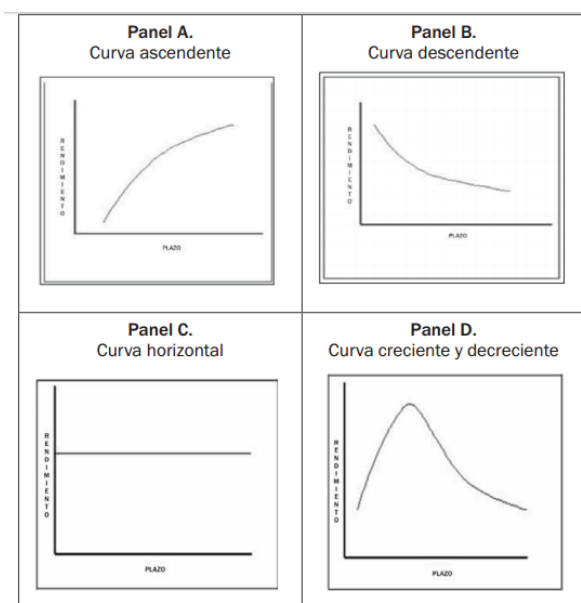 Panel A.
Curva ascendente
RENDIMIENTO
PLAZO
Panel B.
Curva descendente
RENDIMIENTO
PLAZO
Panel C.
Curva horizontal
RENDIMIENTO
PLAZO
Panel D.
Curva creciente y decreciente
RENDIMIENTO
PLAZO